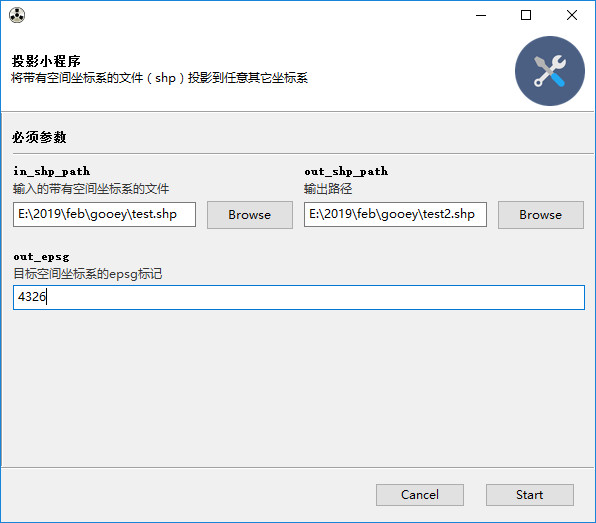 投影小程序
将带有空间坐标系的文件（shp）投影到任意其它坐标系
必须参数
in_shp_path
输入的带有空间坐标系的文件
E:\2019\feb\gooey\test.shp
Browse
out_shp_path
输出路径
E:\2019\feb\gooey\test2.shp
Browse
out_epsg
目标空间坐标系的epsg标记
4326
Cancel
Start